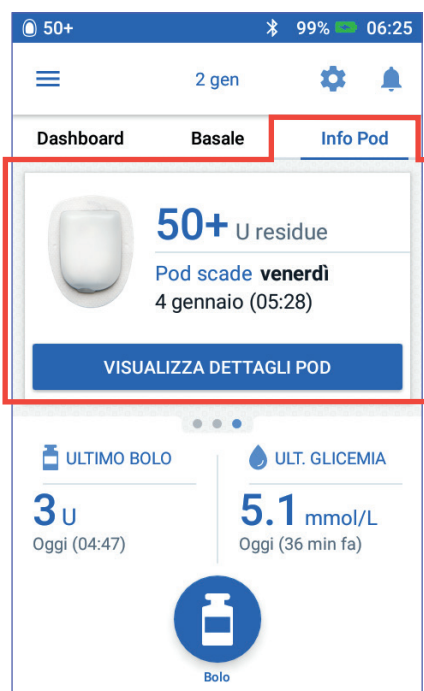 50+ 99% 06:25
2 gen
Dashboard Basale Info Pod
50+ U residue
Pod scade venerdì
4 gennaio (05:28)
VISUALIZZA DETTAGLI POD
ULTIMO BOLO
3 U
Oggi (04:47)
ULT. GLICEMIA
5.1 mmol/L
Oggi (36 min fa)
Bolo